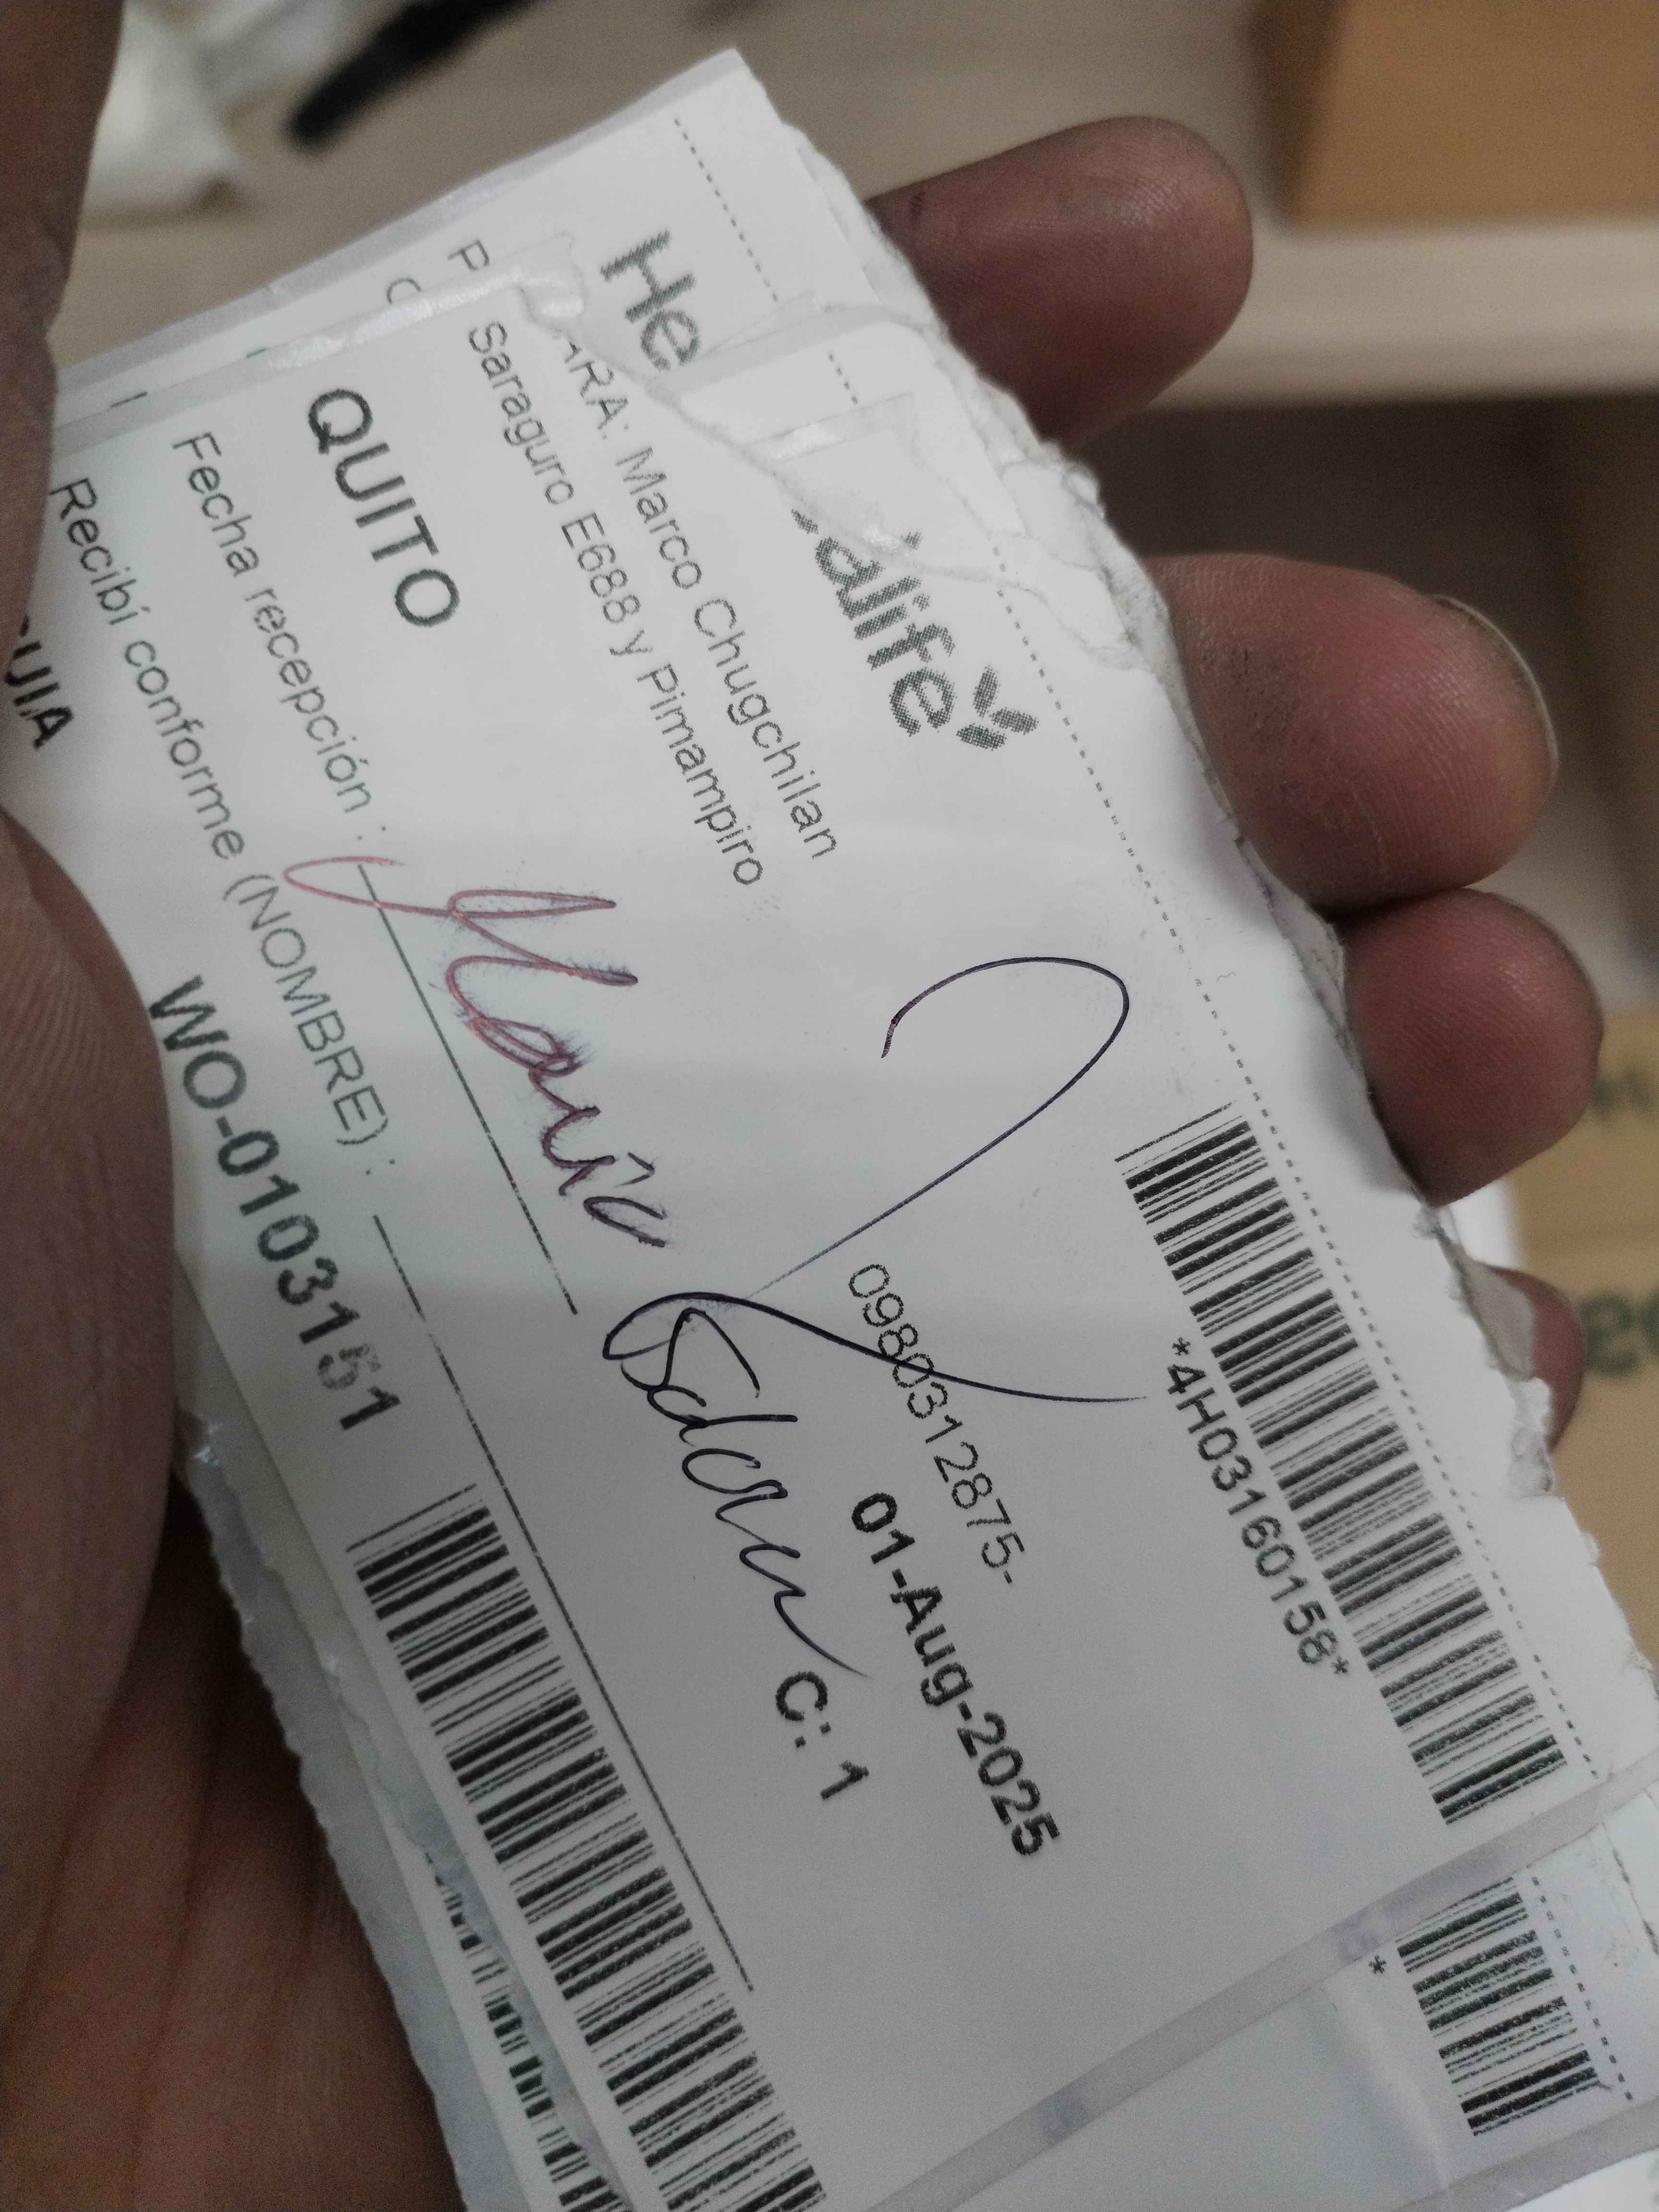 He
alife
*4H03160158*
ARA: Marco Chugchilan
0980312875-
Saraguro E688 y Pimampiro
01-Aug-2025
QUITO
C: 1
Fecha recepción :
Recibí conforme (NOMBRE) :
WO-0103151
*